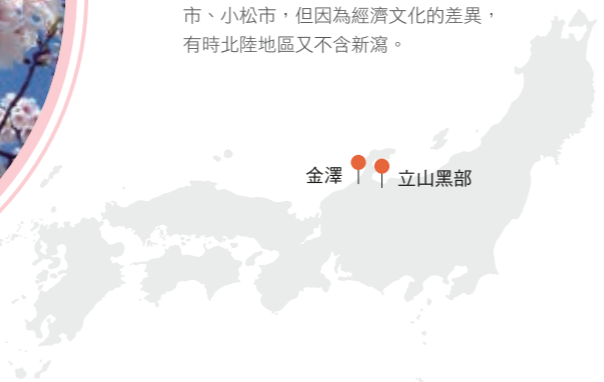 市、小松市，但因為經濟文化的差異，
有時北陸地區又不含新瀉。
金澤
立山黑部